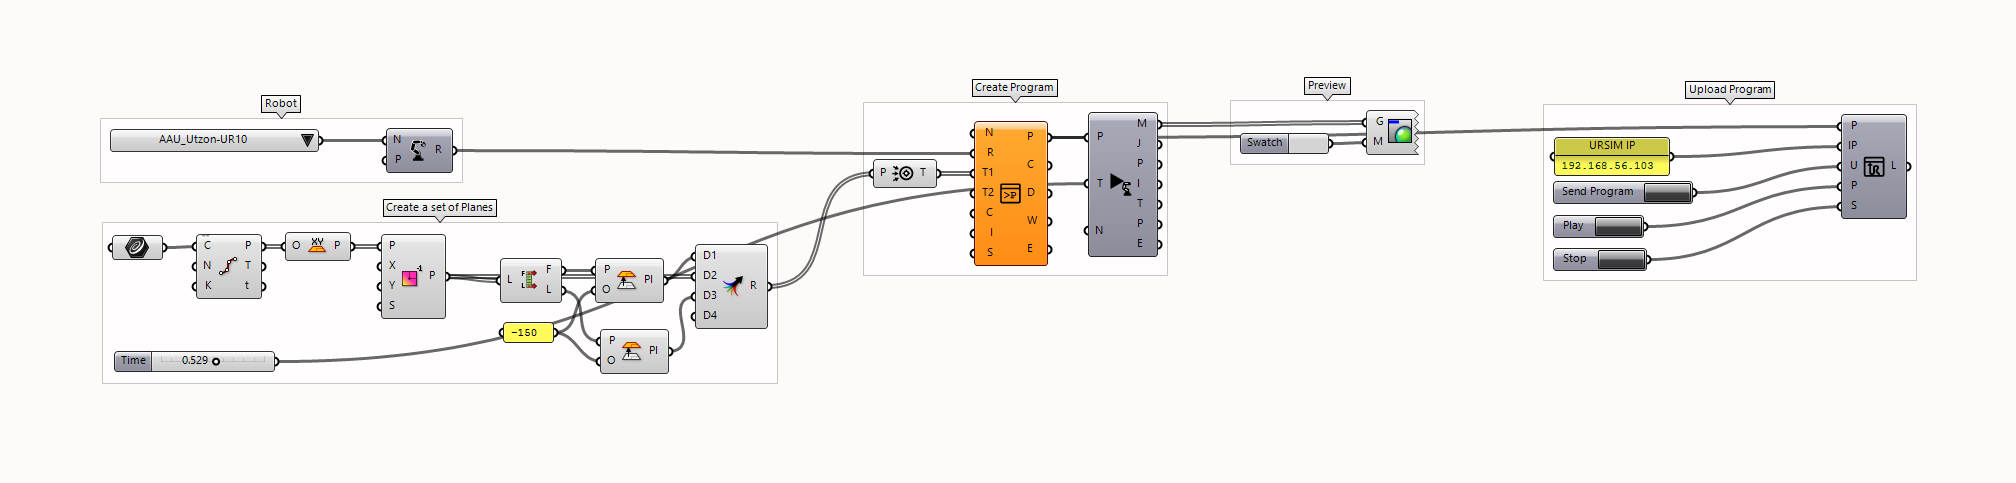 Robot
AAU_Utzon-UR10
N
P
R
Create a set of Planes
C
N
K
P
T
t
O
XY
P
P
X
Y
S
-1
P
L
F
L
F
L
P
O
Pl
-150
P
O
Pl
D1
D2
D3
D4
R
Time
0.529
Create Program
P
T
N
R
T1
T2
C
I
S
>P
P
C
D
W
E
P
T
N
M
J
P
I
T
P
E
Preview
Swatch
G
M
Upload Program
URSIM IP
192.168.56.103
Send Program
Play
Stop
P
IP
U
P
S
L